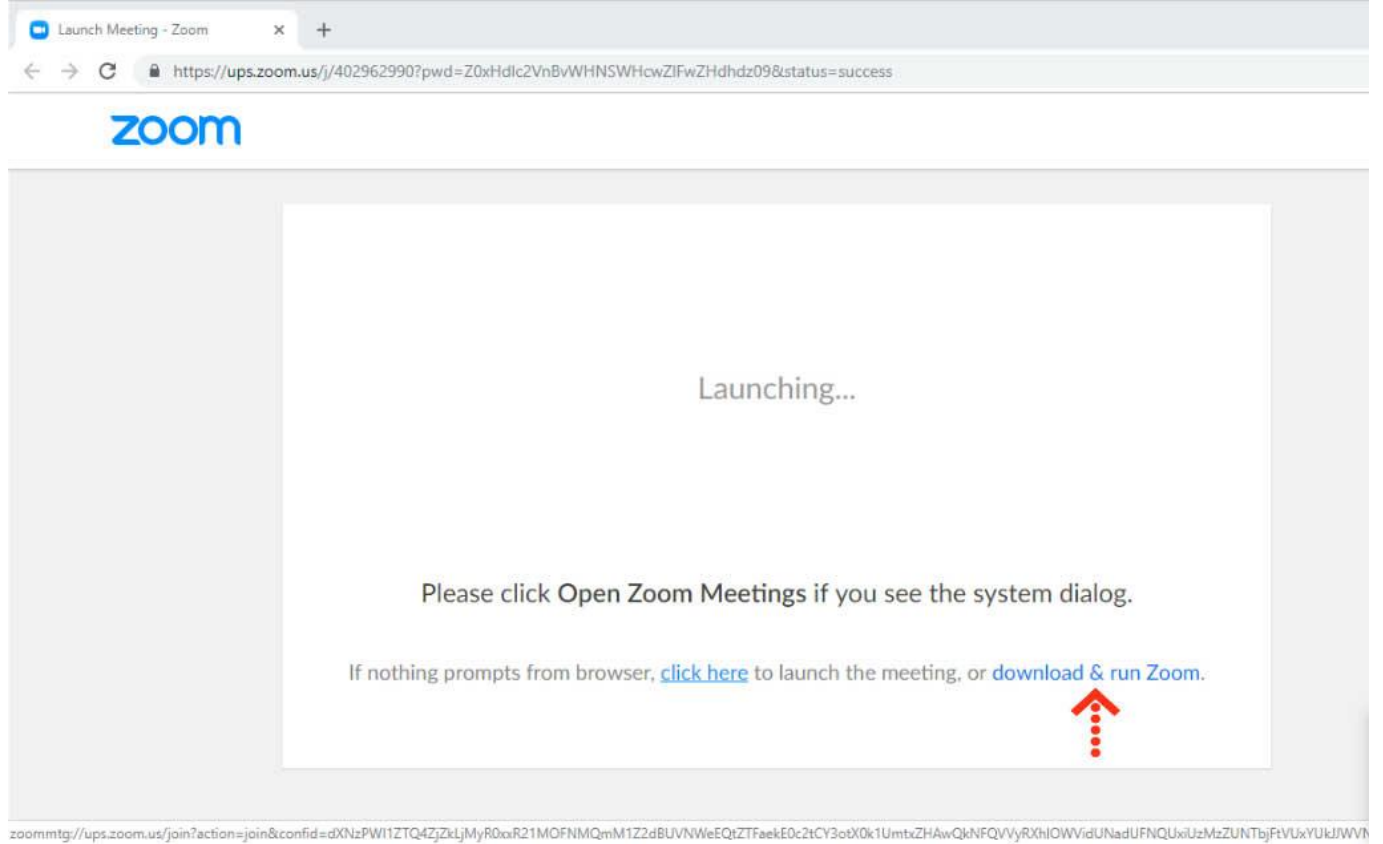 Launch Meeting - Zoom
https://ups.zoom.us/j/402962990?pwd=Z0xHdlc2VnBvWHNSWHcwZlFwZHdhdz09&status=success
zoom
Launching...
Please click Open Zoom Meetings if you see the system dialog.
If nothing prompts from browser, click here to launch the meeting, or download & run Zoom.